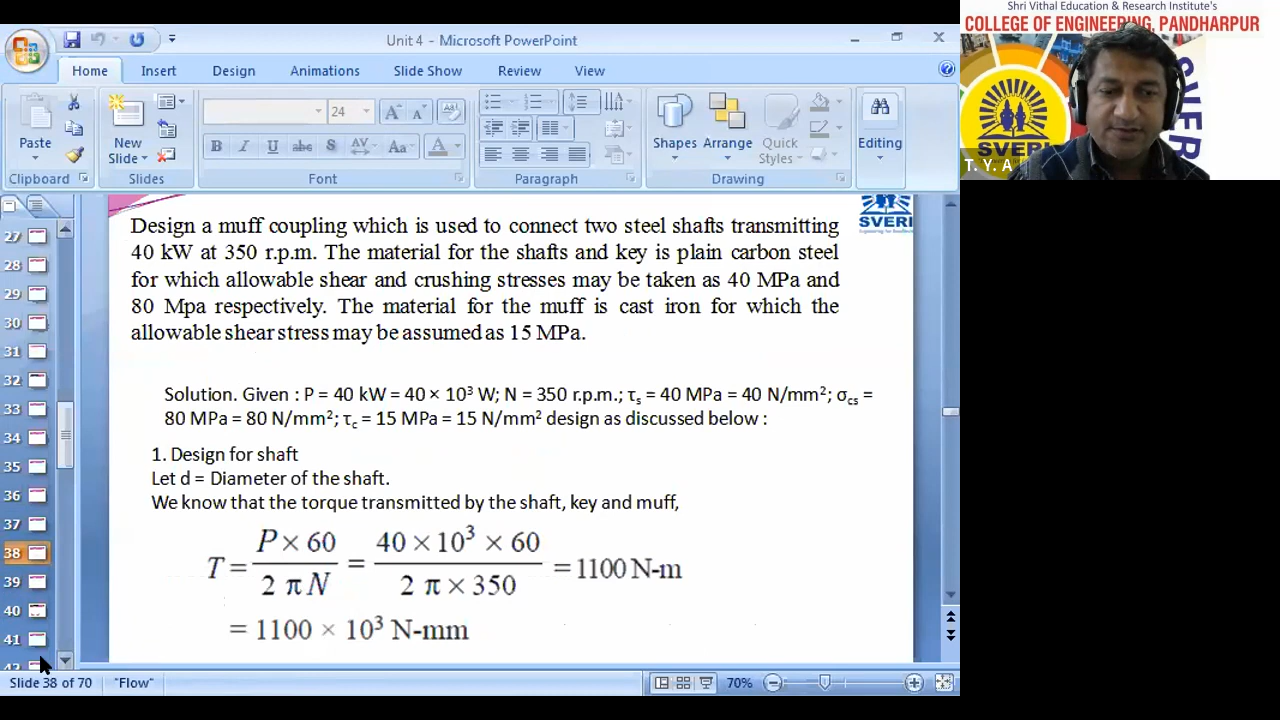 Shri Vithal Education & Research Institute's
COLLEGE OF ENGINEERING, PANDHARPUR
SVERI
T. Y. A
Unit 4 - Microsoft PowerPoint
Home Insert Design Animations Slide Show Review View
Paste
New
Slide
24
B I U abc S AV Aa A
Shapes Arrange Quick
Styles
Editing
Clipboard Slides Font Paragraph Drawing
27
28
29
30
31
32
33
34
35
36
37
38
39
40
41
42
SVERI
Design a muff coupling which is used to connect two steel shafts transmitting
40 kW at 350 r.p.m. The material for the shafts and key is plain carbon steel
for which allowable shear and crushing stresses may be taken as 40 MPa and
80 Mpa respectively. The material for the muff is cast iron for which the
allowable shear stress may be assumed as 15 MPa.
Solution. Given : P = 40 kW = 40 × 10³ W; N = 350 r.p.m.; τs = 40 MPa = 40 N/mm²; σcs =
80 MPa = 80 N/mm²; τc = 15 MPa = 15 N/mm² design as discussed below :
1. Design for shaft
Let d = Diameter of the shaft.
We know that the torque transmitted by the shaft, key and muff,
T = P × 60 / 2 π N = 40 × 10³ × 60 / 2 π × 350 = 1100 N-m
= 1100 × 10³ N-mm
Slide 38 of 70 "Flow" 70%